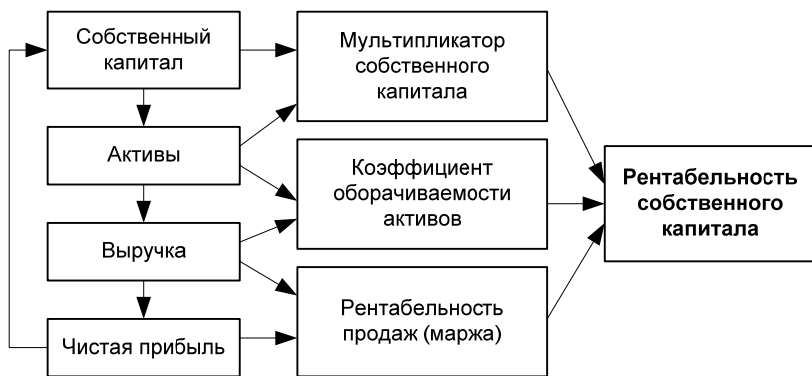 Собственный
капитал
Активы
Выручка
Чистая прибыль
Мультипликатор
собственного
капитала
Коэффициент
оборачиваемости
активов
Рентабельность
продаж (маржа)
Рентабельность
собственного
капитала